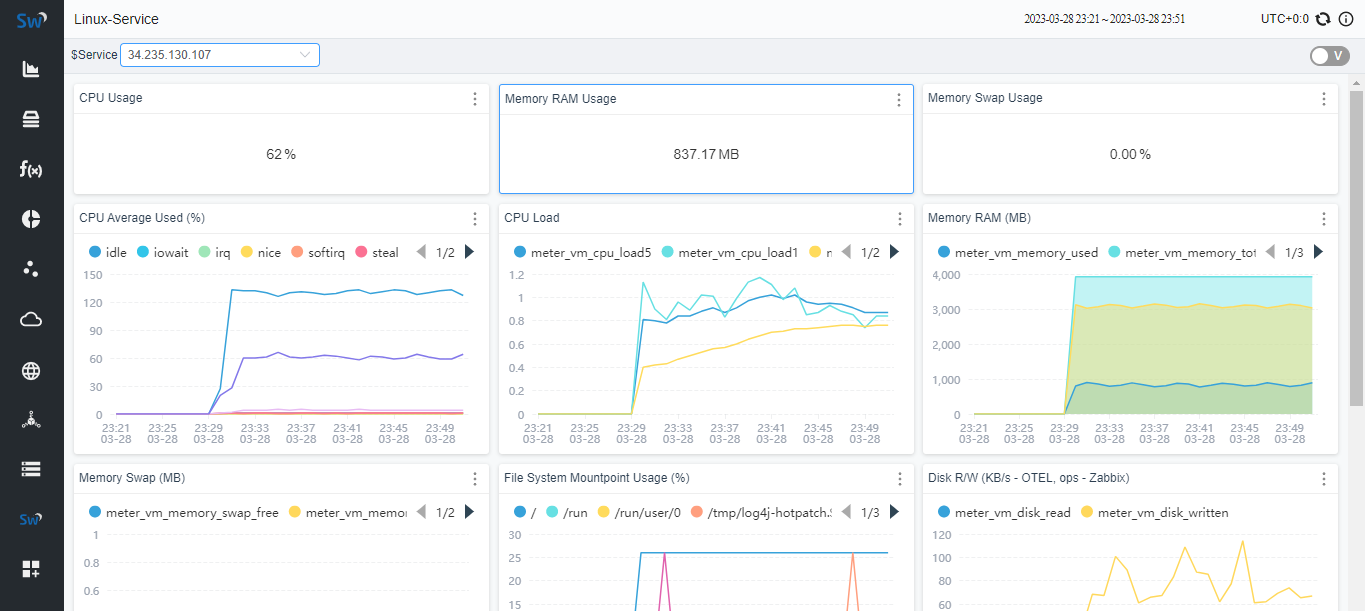 Sw
Linux-Service
2023-03-28 23:21 ~ 2023-03-28 23:51
UTC+0:0
$Service
34.235.130.107
V
CPU Usage
62 %
Memory RAM Usage
837.17 MB
Memory Swap Usage
0.00 %
f(x)
CPU Average Used (%)
idle iowait irq nice softirq steal 1/2
150
120
90
60
30
0
23:21 23:25 23:29 23:33 23:37 23:41 23:45 23:49
03-28 03-28 03-28 03-28 03-28 03-28 03-28 03-28
CPU Load
meter_vm_cpu_load5 meter_vm_cpu_load1 1/2
1.2
1
0.8
0.6
0.4
0.2
0
23:21 23:25 23:29 23:33 23:37 23:41 23:45 23:49
03-28 03-28 03-28 03-28 03-28 03-28 03-28 03-28
Memory RAM (MB)
meter_vm_memory_used meter_vm_memory_tot 1/3
4,000
3,000
2,000
1,000
0
23:21 23:25 23:29 23:33 23:37 23:41 23:45 23:49
03-28 03-28 03-28 03-28 03-28 03-28 03-28 03-28
Sw
Memory Swap (MB)
meter_vm_memory_swap_free meter_vm_memor 1/2
1
0.8
0.6
File System Mountpoint Usage (%)
/ /run /run/user/0 /tmp/log4j-hotpatch. 1/3
30
25
20
15
Disk R/W (KB/s - OTEL, ops - Zabbix)
meter_vm_disk_read meter_vm_disk_written
120
100
80
60